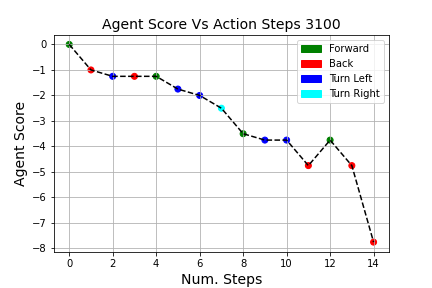 Agent Score Vs Action Steps 3100
Agent Score
0
−1
−2
−3
−4
−5
−6
−7
−8
Forward
Back
Turn Left
Turn Right
0 2 4 6 8 10 12 14
Num. Steps